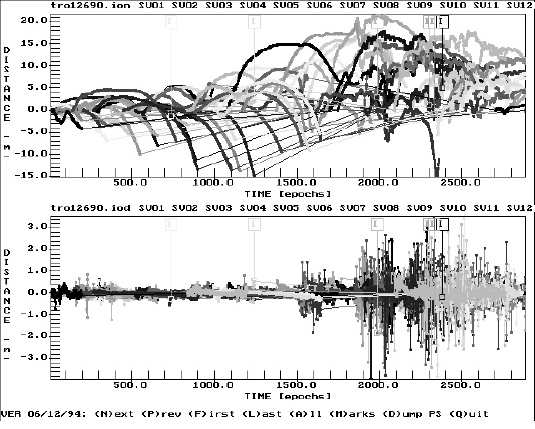 tro12690.ion SV01 SV02 SV03 SV04 SV05 SV06 SV07 SV08 SV09 SV10 SV11 SV12
20.0
15.0
10.0
5.0
0.0
-5.0
-10.0
-15.0
DISTANCE -m-
500.0 1000.0 1500.0 2000.0 2500.0
TIME [epochs]
tro12690.iod SV01 SV02 SV03 SV04 SV05 SV06 SV07 SV08 SV09 SV10 SV11 SV12
3.0
2.0
1.0
0.0
-1.0
-2.0
-3.0
DISTANCE -m-
500.0 1000.0 1500.0 2000.0 2500.0
TIME [epochs]
VER 06/12/94: (N)ext (P)rev (F)irst (L)ast (A)ll (M)arks (D)ump PS (Q)uit